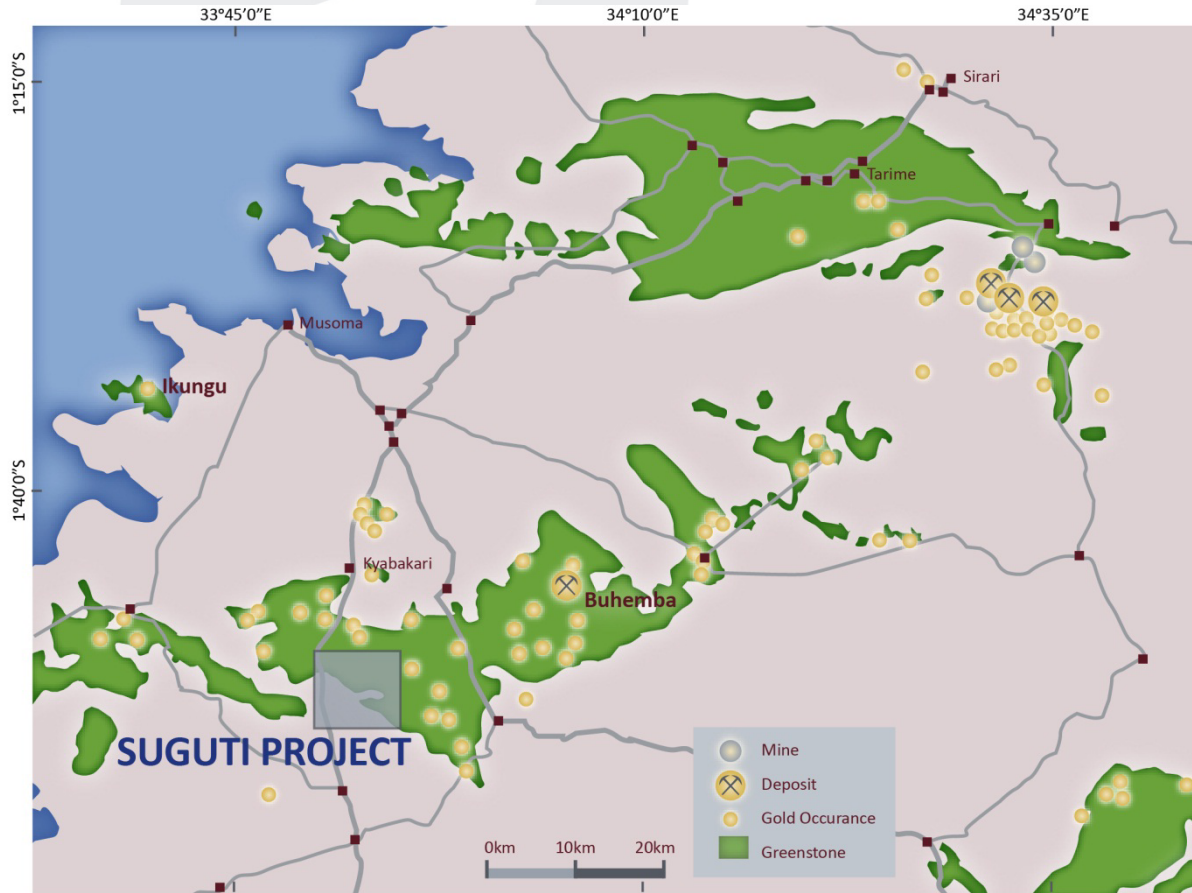 33°45'0"E
34°10'0"E
34°35'0"E
1°15'0"S
Sirari
Tarime
Musoma
Ikungu
1°40'0"S
Kyabakari
Buhemba
SUGUTI PROJECT
Mine
Deposit
Gold Occurance
Greenstone
0km
10km
20km